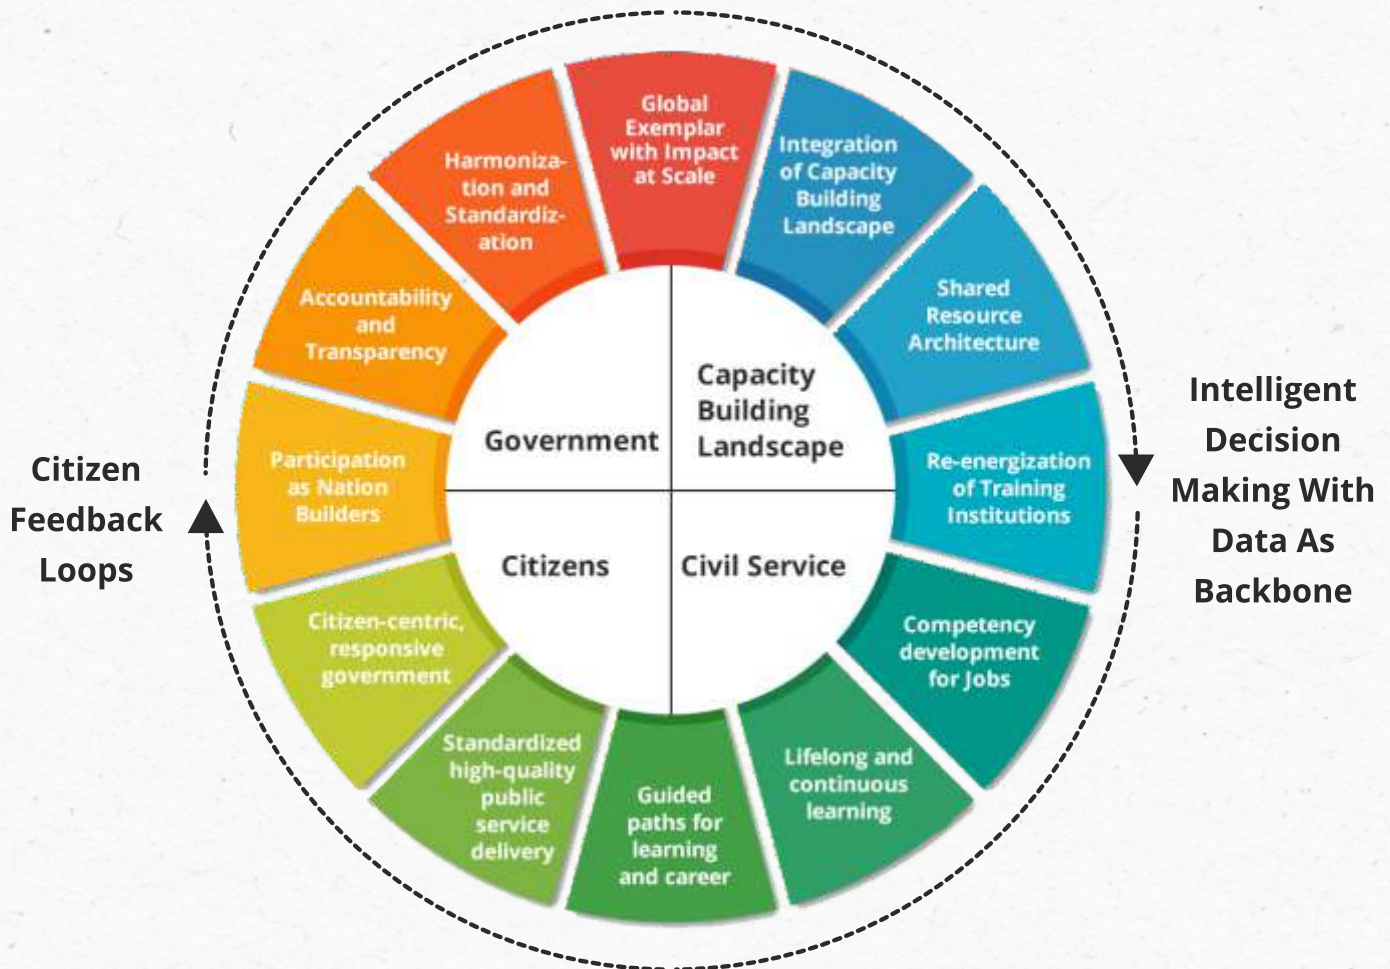 Global
Exemplar
with Impact
at Scale
Integration
of Capacity
Building
Landscape
Shared
Resource
Architecture
Re-energization
of Training
Institutions
Competency
development
for Jobs
Lifelong and
continuous
learning
Guided
paths for
learning
and career
Standardized
high-quality
public
service
delivery
Citizen-centric,
responsive
government
Participation
as Nation
Builders
Accountability
and
Transparency
Harmoniza-
tion and
Standardiz-
ation
Government
Capacity
Building
Landscape
Citizens
Civil Service
Citizen
Feedback
Loops
Intelligent
Decision
Making With
Data As
Backbone